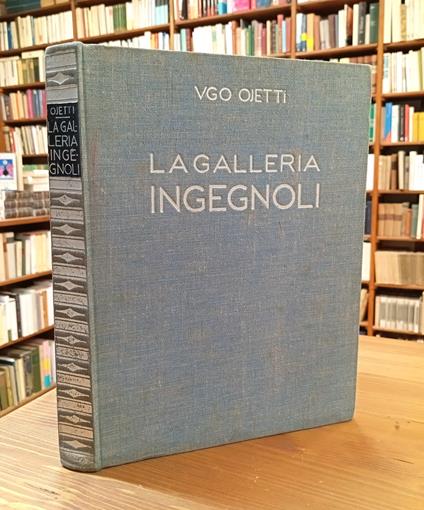 VGO OJETTI
LA GALLERIA
INGEGNOLI
OJETTI
LA GAL-
LERIA
INGE-
GNOLI